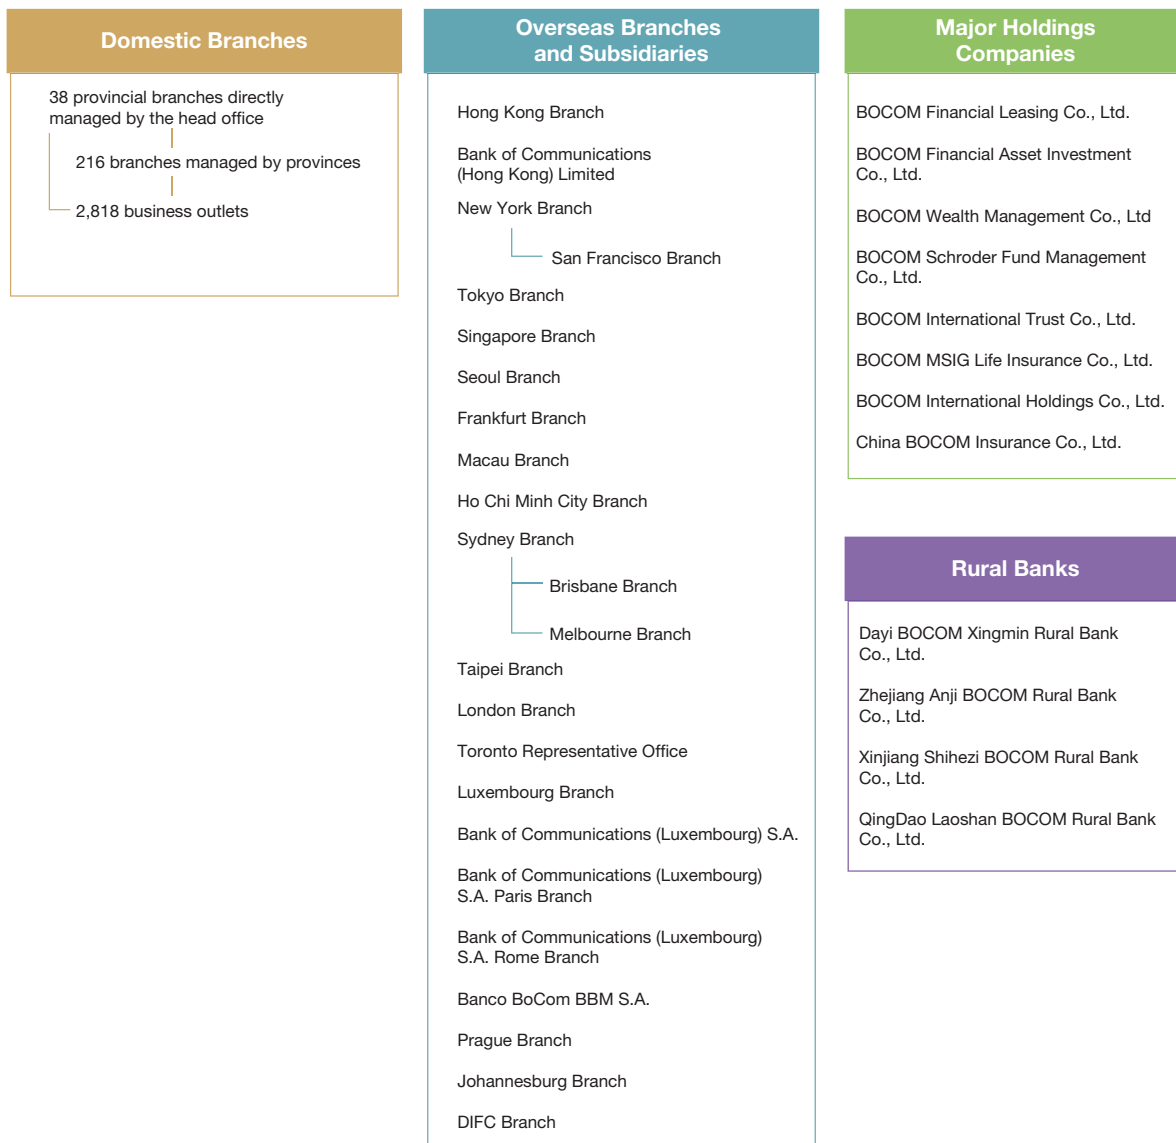 Domestic Branches
38 provincial branches directly
managed by the head office
216 branches managed by provinces
2,818 business outlets
Overseas Branches
and Subsidiaries
Hong Kong Branch
Bank of Communications
(Hong Kong) Limited
New York Branch
San Francisco Branch
Tokyo Branch
Singapore Branch
Seoul Branch
Frankfurt Branch
Macau Branch
Ho Chi Minh City Branch
Sydney Branch
Brisbane Branch
Melbourne Branch
Taipei Branch
London Branch
Toronto Representative Office
Luxembourg Branch
Bank of Communications (Luxembourg) S.A.
Bank of Communications (Luxembourg)
S.A. Paris Branch
Bank of Communications (Luxembourg)
S.A. Rome Branch
Banco BoCom BBM S.A.
Prague Branch
Johannesburg Branch
DIFC Branch
Major Holdings
Companies
BOCOM Financial Leasing Co., Ltd.
BOCOM Financial Asset Investment
Co., Ltd.
BOCOM Wealth Management Co., Ltd
BOCOM Schroder Fund Management
Co., Ltd.
BOCOM International Trust Co., Ltd.
BOCOM MSIG Life Insurance Co., Ltd.
BOCOM International Holdings Co., Ltd.
China BOCOM Insurance Co., Ltd.
Rural Banks
Dayi BOCOM Xingmin Rural Bank
Co., Ltd.
Zhejiang Anji BOCOM Rural Bank
Co., Ltd.
Xinjiang Shihezi BOCOM Rural Bank
Co., Ltd.
QingDao Laoshan BOCOM Rural Bank
Co., Ltd.